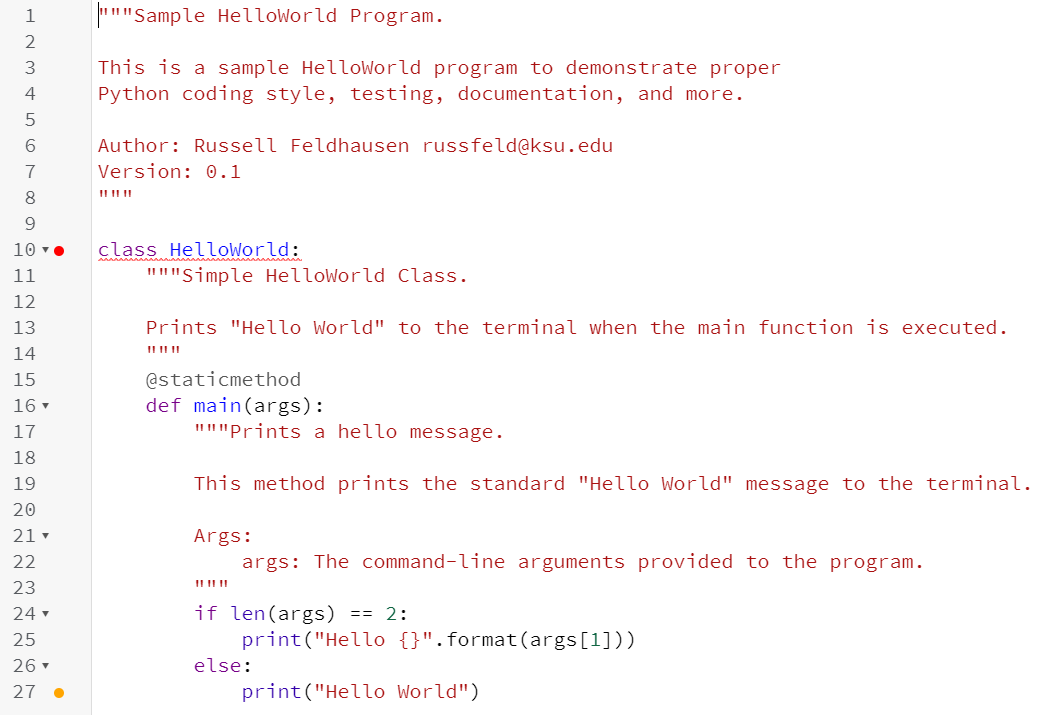 1 """Sample HelloWorld Program.
2
3 This is a sample HelloWorld program to demonstrate proper
4 Python coding style, testing, documentation, and more.
5
6 Author: Russell Feldhausen russfeld@ksu.edu
7 Version: 0.1
8 """
9
10 class HelloWorld:
11     """Simple HelloWorld Class.
12
13     Prints "Hello World" to the terminal when the main function is executed.
14     """
15     @staticmethod
16     def main(args):
17         """Prints a hello message.
18
19         This method prints the standard "Hello World" message to the terminal.
20
21         Args:
22             args: The command-line arguments provided to the program.
23         """
24         if len(args) == 2:
25             print("Hello {}".format(args[1]))
26         else:
27             print("Hello World")